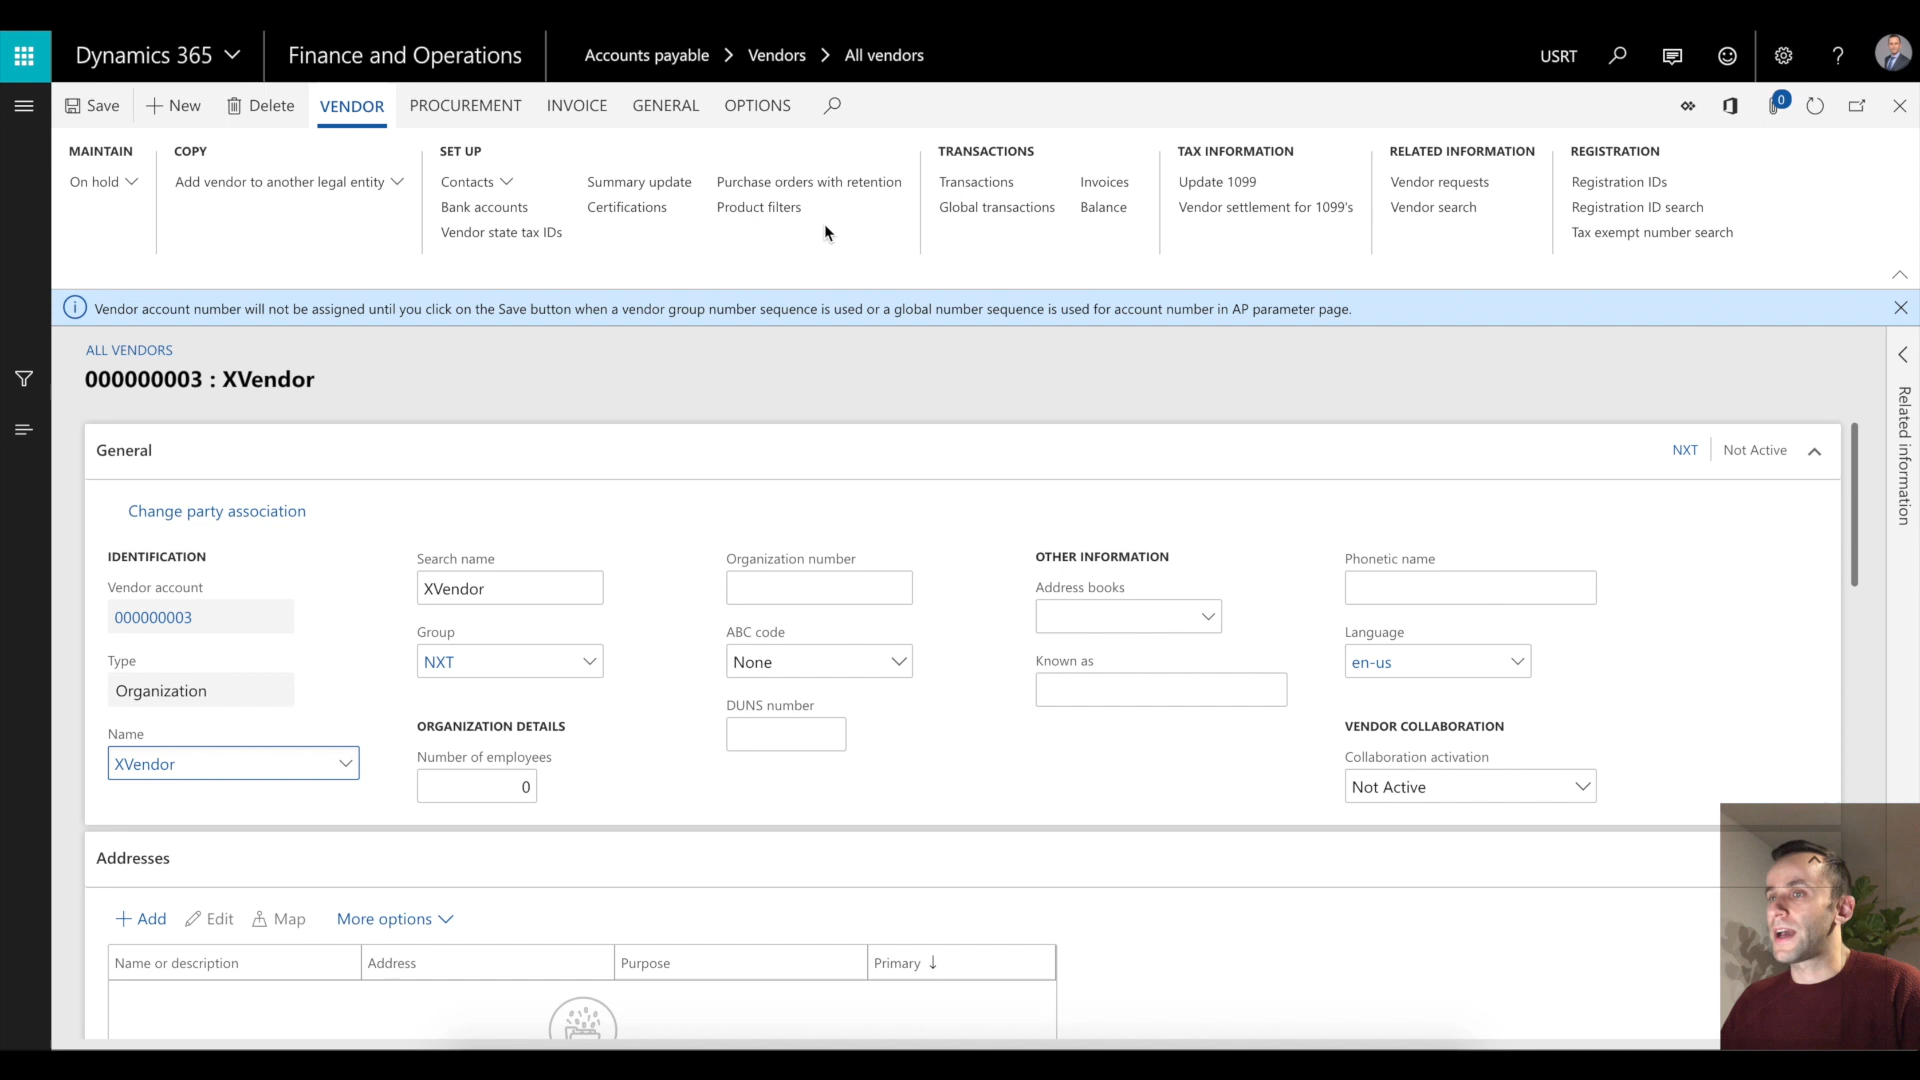 Dynamics 365
Finance and Operations
Accounts payable
Vendors
All vendors
USRT
Save
New
Delete
VENDOR
PROCUREMENT
INVOICE
GENERAL
OPTIONS
0
MAINTAIN
On hold
COPY
Add vendor to another legal entity
SET UP
Contacts
Summary update
Purchase orders with retention
Bank accounts
Certifications
Product filters
Vendor state tax IDs
TRANSACTIONS
Transactions
Invoices
Global transactions
Balance
TAX INFORMATION
Update 1099
Vendor settlement for 1099's
RELATED INFORMATION
Vendor requests
Vendor search
REGISTRATION
Registration IDs
Registration ID search
Tax exempt number search
Vendor account number will not be assigned until you click on the Save button when a vendor group number sequence is used or a global number sequence is used for account number in AP parameter page.
ALL VENDORS
000000003 : XVendor
Related information
General
NXT
Not Active
Change party association
IDENTIFICATION
Vendor account
000000003
Type
Organization
Name
XVendor
Search name
XVendor
Group
NXT
ORGANIZATION DETAILS
Number of employees
0
Organization number
ABC code
None
DUNS number
OTHER INFORMATION
Address books
Known as
Phonetic name
Language
en-us
VENDOR COLLABORATION
Collaboration activation
Not Active
Addresses
Add
Edit
Map
More options
Name or description
Address
Purpose
Primary